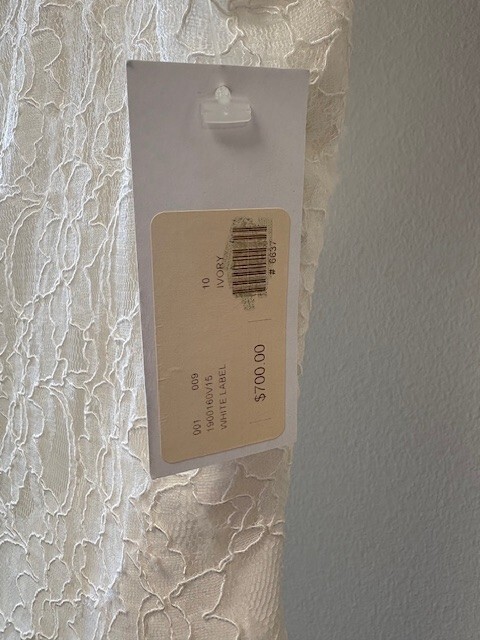 001 009
1900160V15 10
WHITE LABEL IVORY
$700.00 # 6637